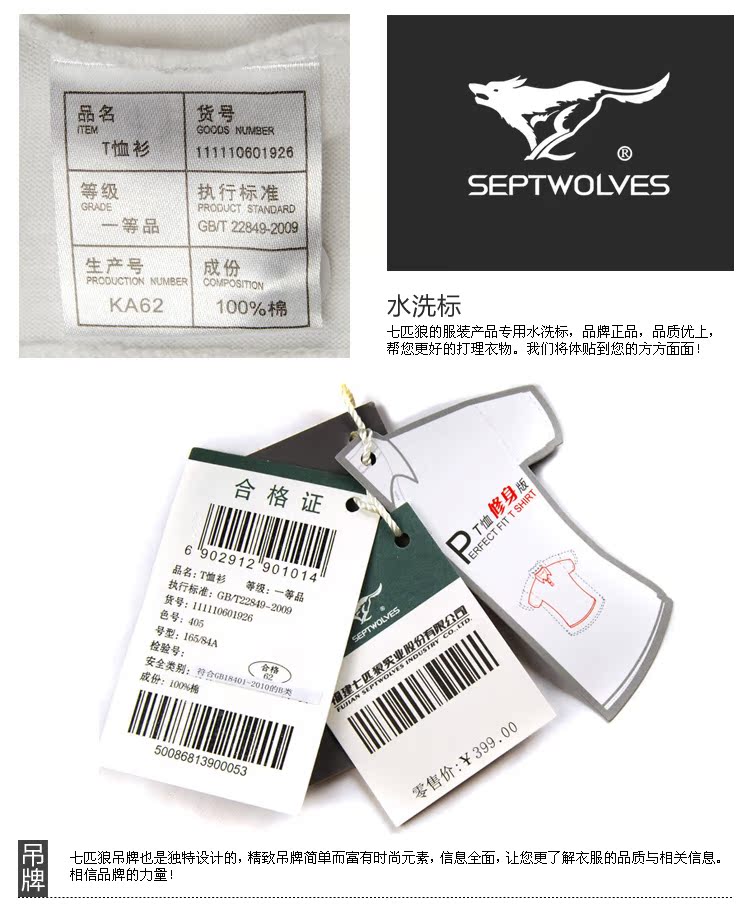 品名
ITEM
T恤衫
货号
GOODS NUMBER
111110601926
等级
GRADE
一等品
执行标准
PRODUCT STANDARD
GB/T 22849-2009
生产号
PRODUCTION NUMBER
KA62
成份
COMPOSITION
100%棉
®
SEPTWOLVES
水洗标
七匹狼的服装产品专用水洗标，品牌正品，品质优上，
帮您更好的打理衣物。我们将体贴到您的方方面面！
合格证
6 902912 901014
品名：T恤衫 等级：一等品
执行标准：GB/T22849-2009
货号：111110601926
色号：405
号型：165/84A
检验号：
安全类别：符合GB18401-2010的B类
成份：100%棉
合格
62
50086813900053
SEPTWOLVES
®
福建七匹狼实业股份有限公司
FUJIAN SEPTWOLVES INDUSTRY CO.,LTD.
零售价：¥399.00
PT恤修身版
PERFECT FIT T SHIRT
吊牌
七匹狼吊牌也是独特设计的，精致吊牌简单而富有时尚元素，信息全面，让您更了解衣服的品质与相关信息。
相信品牌的力量！